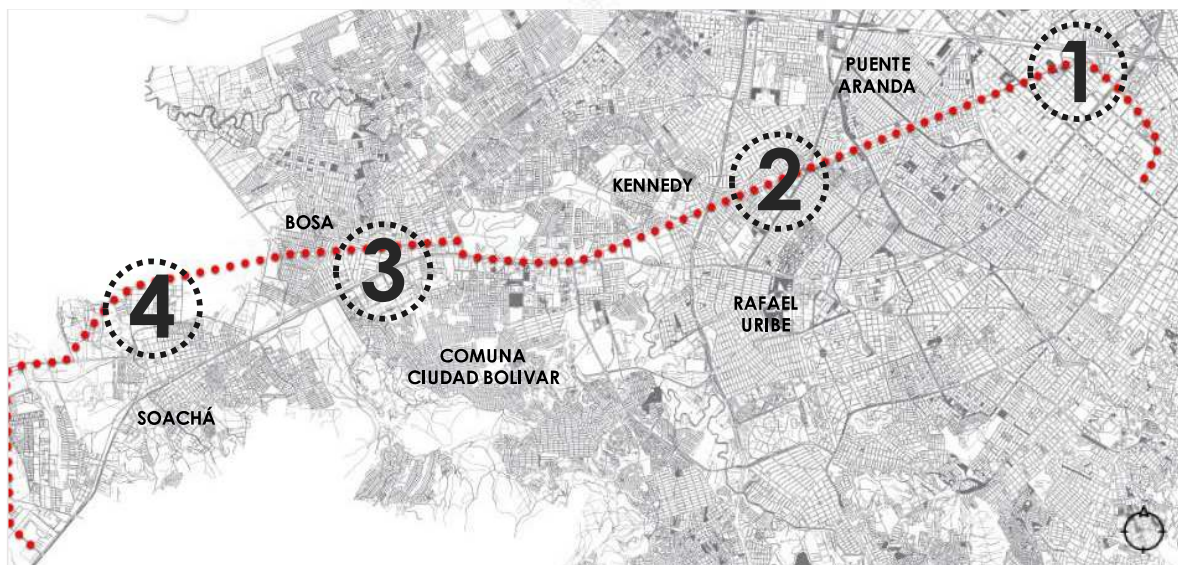 1
PUENTE
ARANDA
2
KENNEDY
BOSA
3
4
RAFAEL
URIBE
COMUNA
CIUDAD BOLIVAR
SOACHÁ